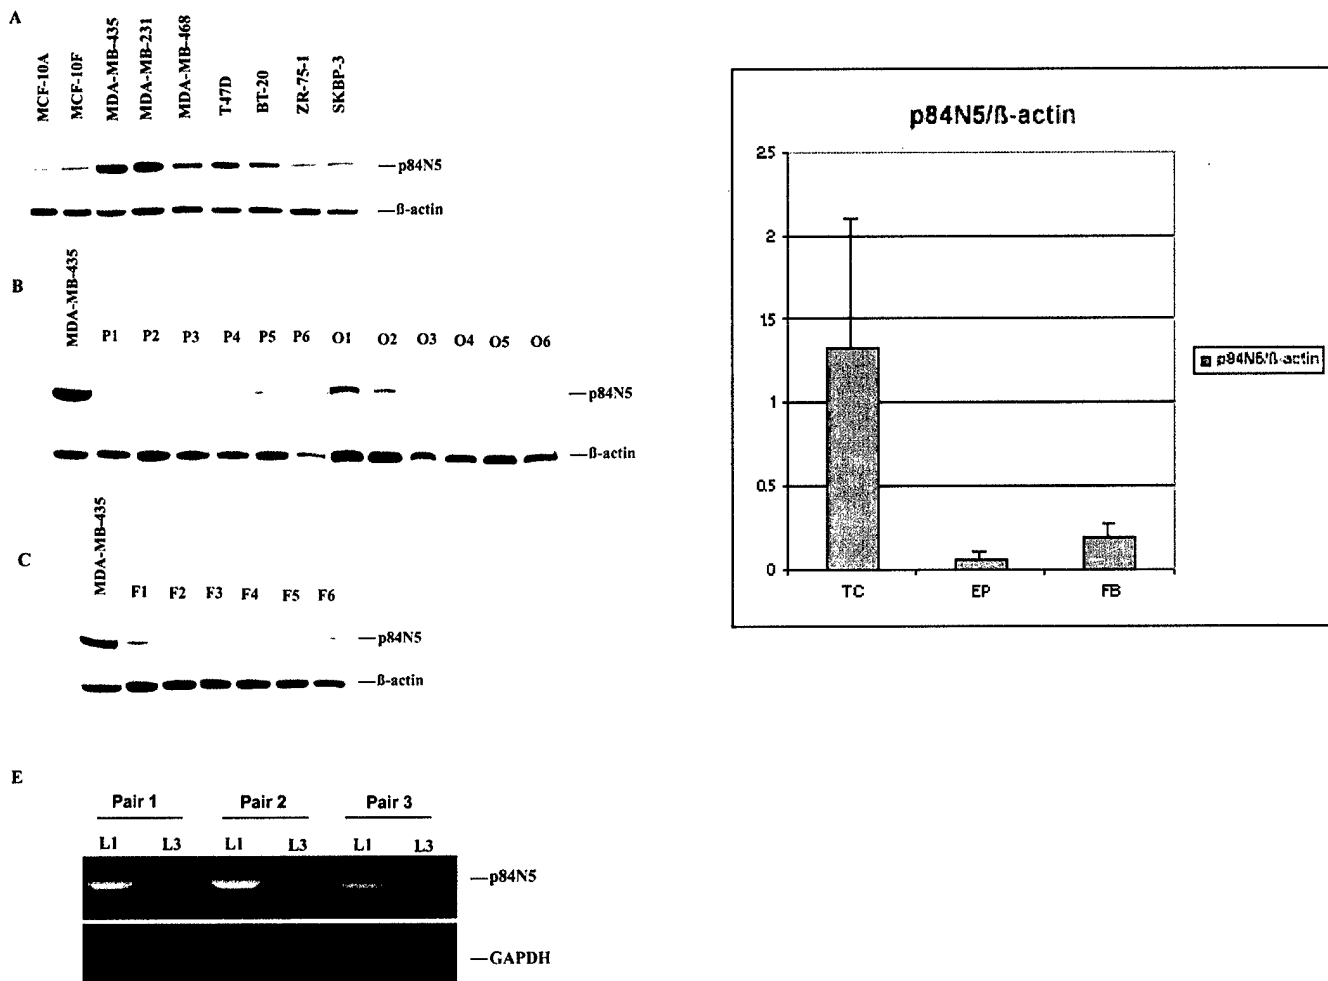 A
MCF-10A
MCF-10F
MDA-MB-435
MDA-MB-231
MDA-MB-468
T47D
BT-20
ZR-75-1
SKBP-3
—p84N5
—ß-actin
B
MDA-MB-435
P1 P2 P3 P4 P5 P6 O1 O2 O3 O4 O5 O6
—p84N5
—ß-actin
C
MDA-MB-435
F1 F2 F3 F4 F5 F6
—p84N5
—ß-actin
p84N5/ß-actin
25
2
15
1
0.5
0
TC EP FB
p84N5/ß-actin
E
Pair 1 Pair 2 Pair 3
L1 L3 L1 L3 L1 L3
—p84N5
—GAPDH